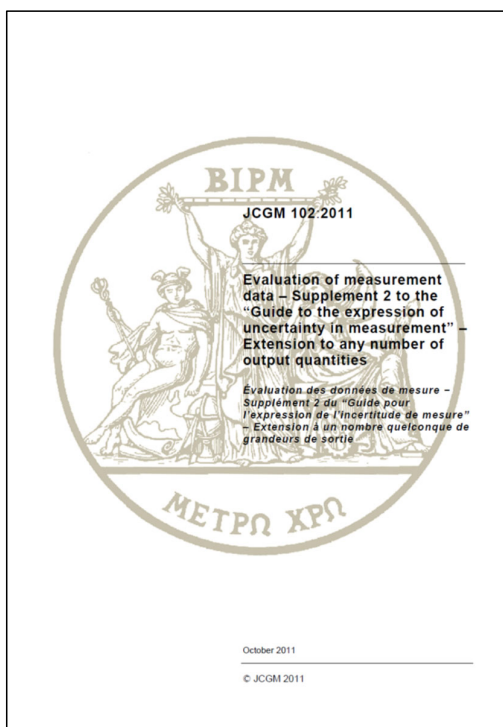 BIPM
JCGM 102:2011
Evaluation of measurement
data – Supplement 2 to the
“Guide to the expression of
uncertainty in measurement” –
Extension to any number of
output quantities
Évaluation des données de mesure –
Supplément 2 du “Guide pour
l’expression de l’incertitude de mesure”
– Extension à un nombre quelconque de
grandeurs de sortie
ΜΕΤΡΩ ΧΡΩ
October 2011
© JCGM 2011